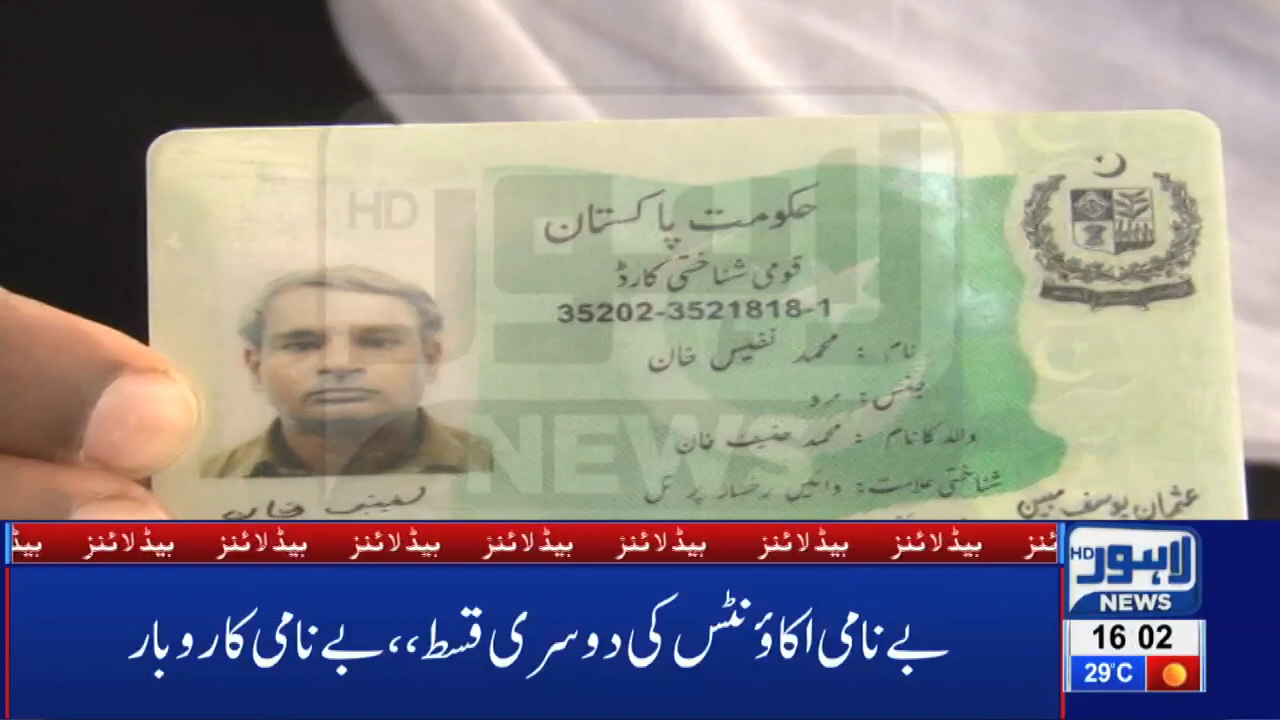 حکومت پاکستان
قومی شناختی کارڈ
35202-3521818-1
نام : محمد نفیس خان
جنس: مرد
والد کا نام : محمد حنیف خان
شناختی علامت: دائیں رخسار پر تل
عثمان یوسف مبین
HD
لاہور
NEWS
ہیڈلائنز ہیڈلائنز ہیڈلائنز ہیڈلائنز ہیڈلائنز ہیڈلائنز ہیڈلائنز
بے نامی اکاؤنٹس کی دوسری قسط،،بے نامی کاروبار
HD لاہور
NEWS
16 02
29°C